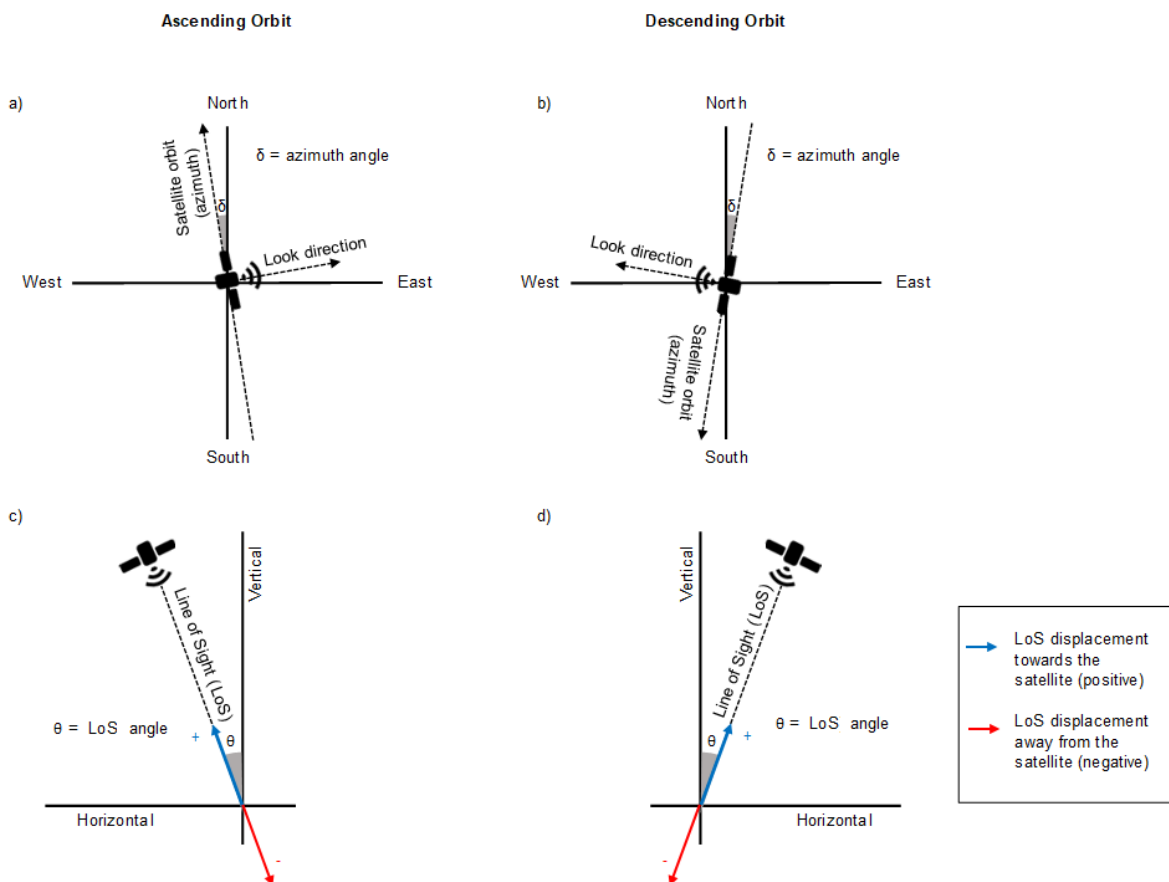 Ascending Orbit
Descending Orbit
a)
North
Satellite orbit
(azimuth)
δ = azimuth angle
δ
Look direction
West
East
South
b)
North
δ = azimuth angle
δ
Look direction
West
East
Satellite orbit
(azimuth)
South
c)
Vertical
Line of Sight (LoS)
θ = LoS angle
+
θ
Horizontal
-
d)
Vertical
Line of Sight (LoS)
θ
+
θ = LoS angle
Horizontal
-
LoS displacement
towards the
satellite (positive)
LoS displacement
away from the
satellite (negative)